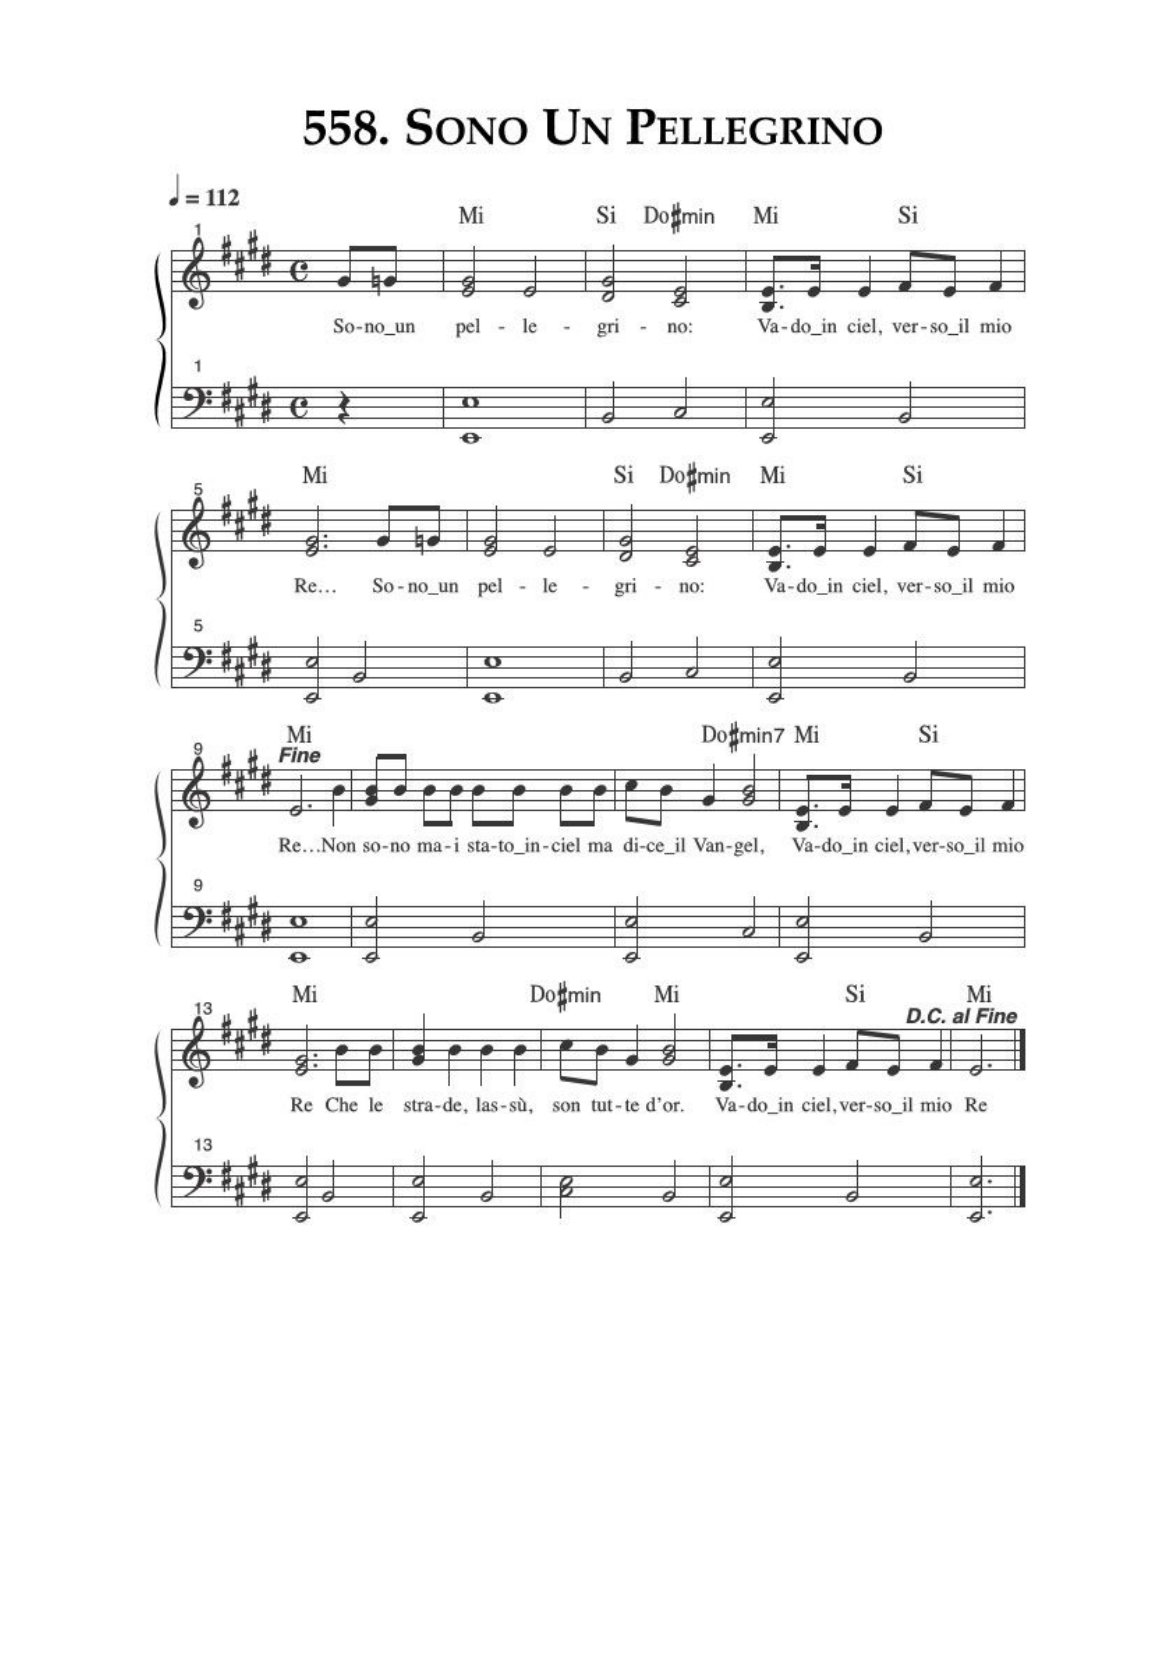 558. Sono Un Pellegrino
= 112
Mi Si Do#min Mi Si
1
So-no_un pel - le - gri - no: Va-do_in ciel, ver-so_il mio
1
Mi Si Do#min Mi Si
5
Re... So-no_un pel - le - gri - no: Va-do_in ciel, ver-so_il mio
5
Mi Do#min7 Mi Si
Fine
9
Re...Non so-no ma-i sta-to_in-ciel ma di-ce_il Van-gel, Va-do_in ciel,ver-so_il mio
9
Mi Do#min Mi Si Mi
D.C. al Fine
13
Re Che le stra-de, las-sù, son tut-te d'or. Va-do_in ciel,ver-so_il mio Re
13